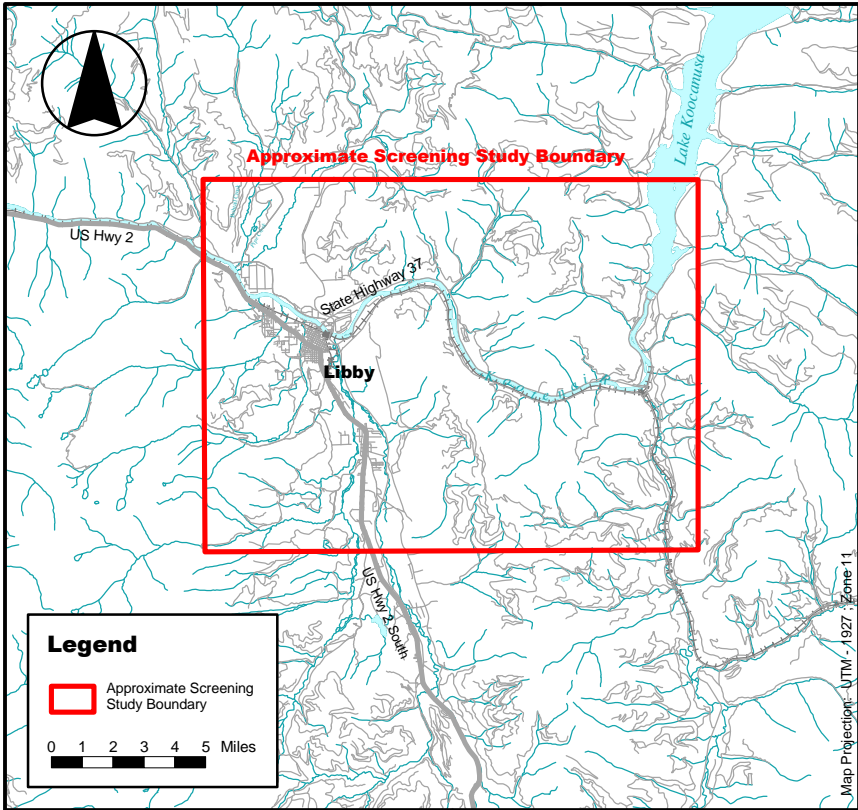 Lake Koocanusa
Approximate Screening Study Boundary
US Hwy 2
State Highway 37
Libby
US Hwy 2 South
Map Projection: UTM - 1927 , Zone 11
Legend
Approximate Screening
Study Boundary
0 1 2 3 4 5 Miles